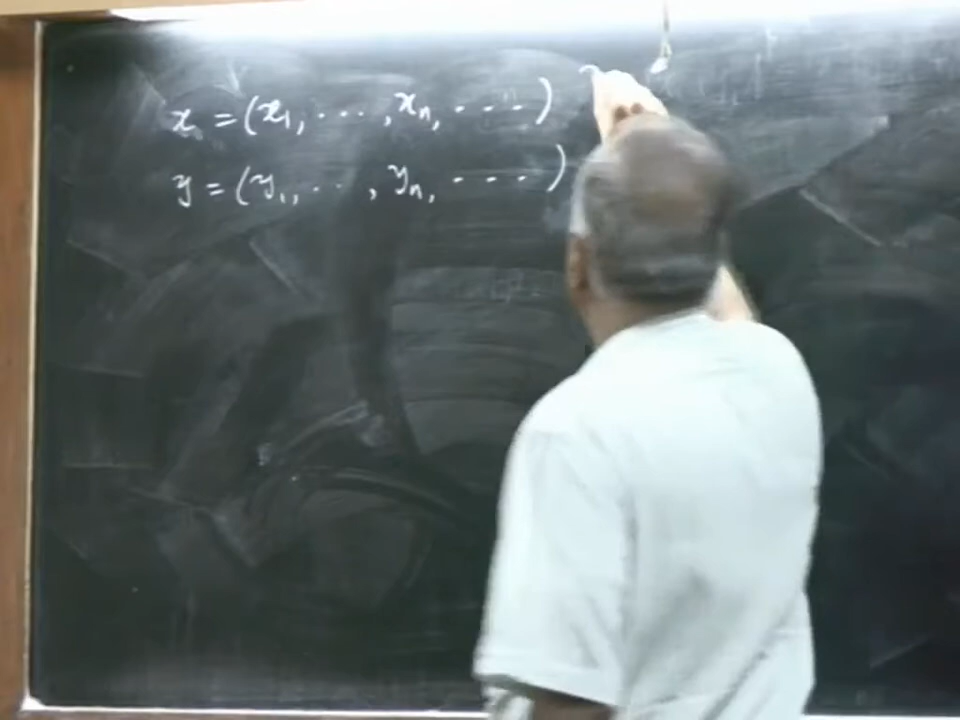 x = (x₁, . . . , xₙ, . . . .)
y = (y₁, . . . , yₙ, . . . .)